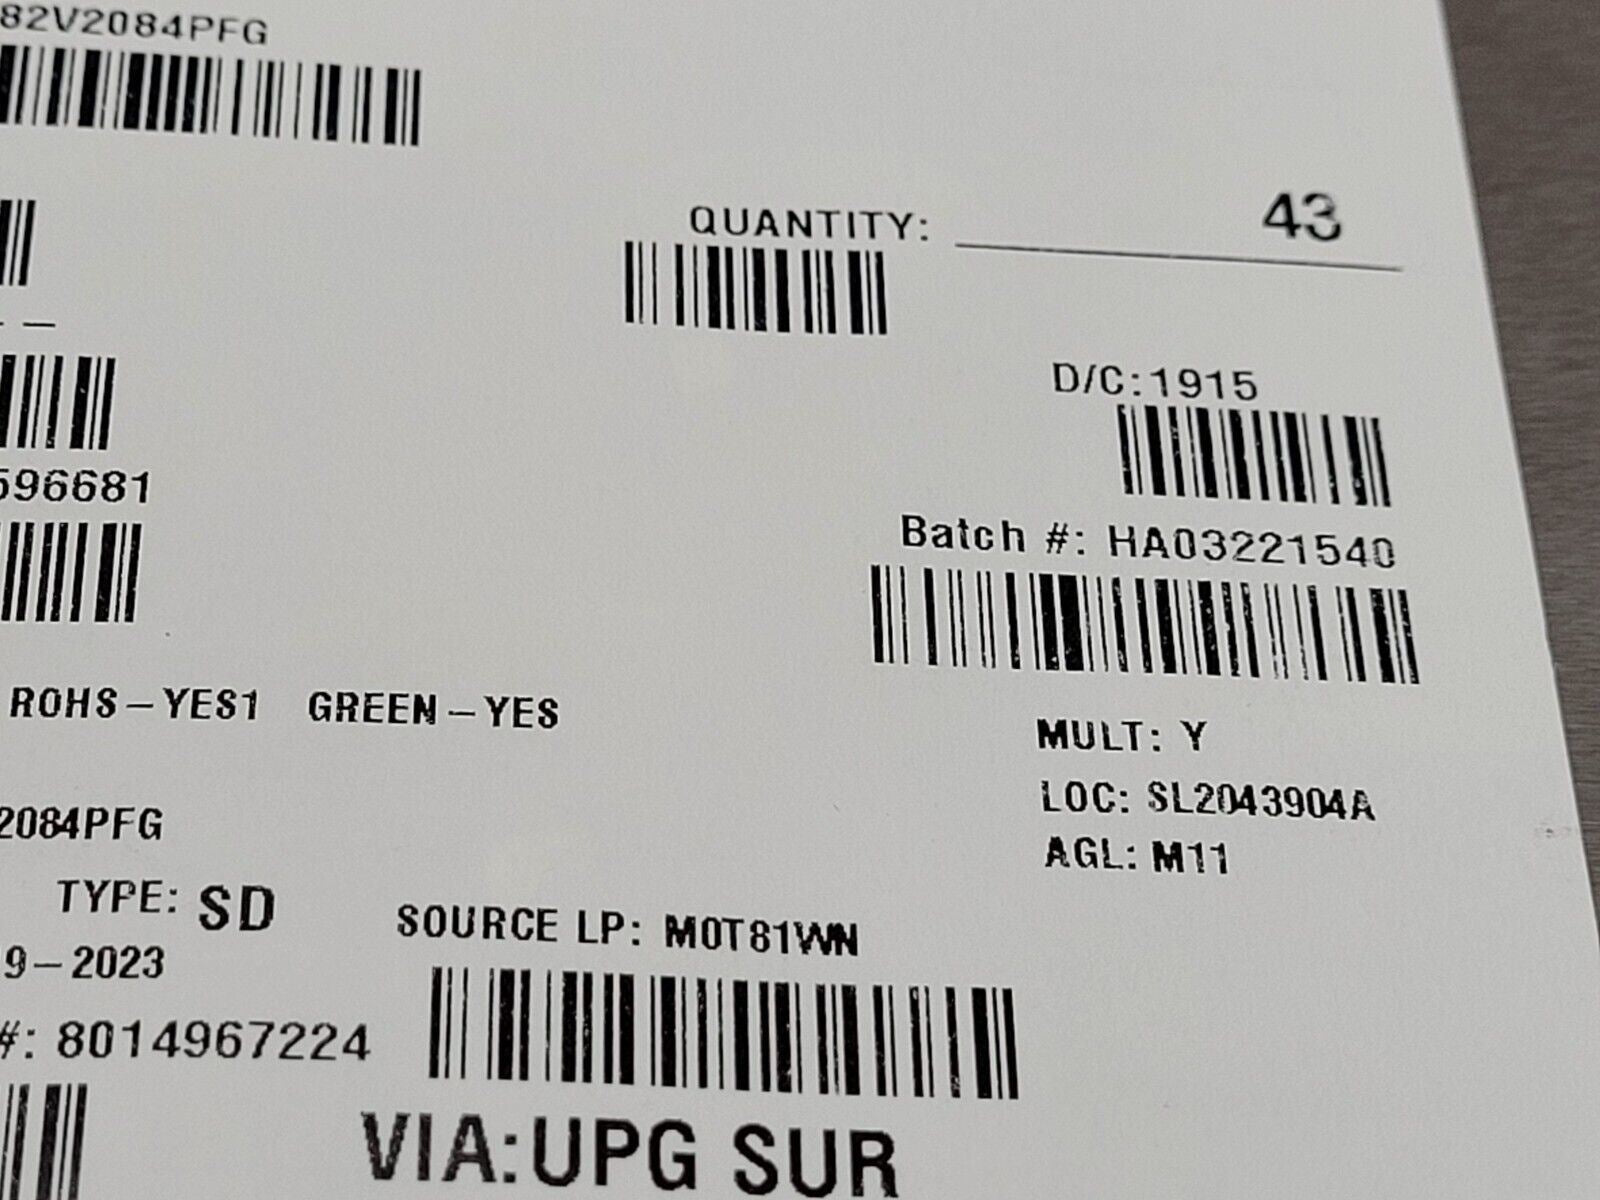 82V2084PFG
QUANTITY: 43
– –
D/C:1915
596681
Batch #: HA03221540
ROHS–YES1 GREEN–YES
MULT: Y
LOC: SL2043904A
2084PFG
AGL: M11
TYPE: SD
SOURCE LP: M0T81WN
9–2023
#: 8014967224
VIA:UPG SUR